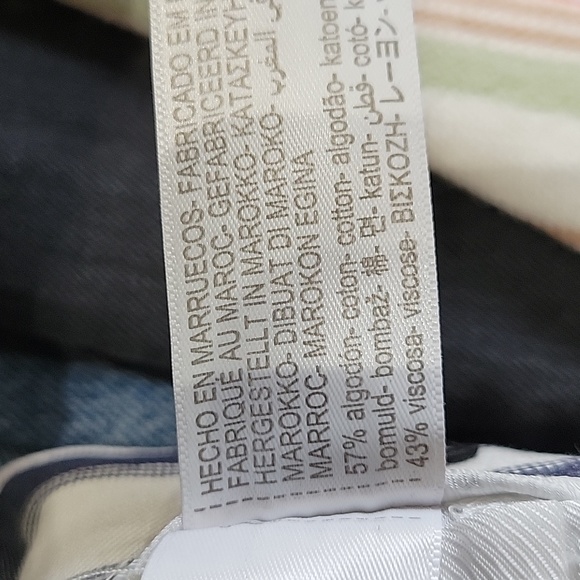 HECHO EN MARRUECOS- FABRICADO EM
FABRIQUÉ AU MAROC- GEFABRICEERD IN
HERGESTELLT IN MAROKKO- ΚΑΤΑΣΚΕΥΗ
MAROKKO- DIBUAT DI MAROKO- في المغرب
MARROC- MAROKON EGINA
57% algodón- coton- cotton- algodão- katoen
bomuld- bombaž- 棉- 면- katun- قطن- cotó- k
43% viscosa- viscose- ΒΙΣΚΟΖΗ- レーヨン-